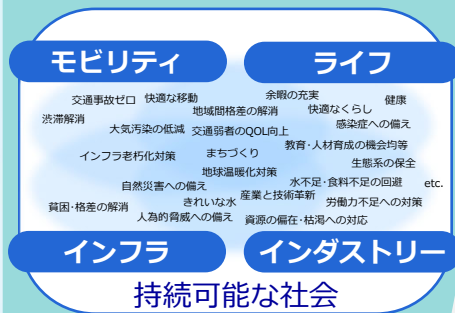 モビリティ
ライフ
余暇の充実
交通事故ゼロ 快適な移動
健康
地域間格差の解消
快適なくらし
渋滞解消
感染症への備え
大気汚染の低減
交通弱者のQOL向上
教育・人材育成の機会均等
インフラ老朽化対策
まちづくり
生態系の保全
地球温暖化対策
自然災害への備え
水不足・食料不足の回避
etc.
産業と技術革新
貧困・格差の解消
きれいな水
労働力不足への対策
人為的脅威への備え
資源の偏在・枯渇への対応
インフラ
インダストリー
持続可能な社会